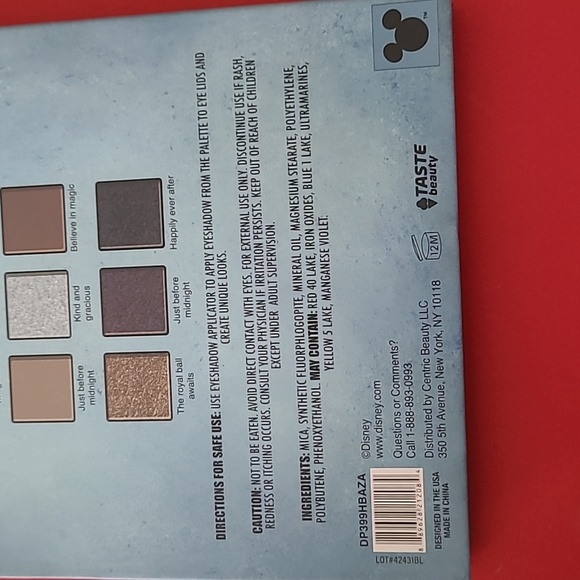 Believe in magic
Kind and
gracious
Just before
midnight
Happily ever after
Just before
midnight
The royal ball
awaits
DIRECTIONS FOR SAFE USE: USE EYESHADOW APPLICATOR TO APPLY EYESHADOW FROM THE PALETTE TO EYE LIDS AND
CREATE UNIQUE LOOKS.
CAUTION: NOT TO BE EATEN. AVOID DIRECT CONTACT WITH EYES. FOR EXTERNAL USE ONLY. DISCONTINUE USE IF RASH,
REDNESS OR ITCHING OCCURS. CONSULT YOUR PHYSICIAN IF IRRITATION PERSISTS. KEEP OUT OF REACH OF CHILDREN
EXCEPT UNDER ADULT SUPERVISION.
INGREDIENTS: MICA, SYNTHETIC FLUORPHLOGOPITE, MINERAL OIL, MAGNESIUM STEARATE, POLYETHYLENE,
POLYBUTENE, PHENOXYETHANOL. MAY CONTAIN: RED 40 LAKE, IRON OXIDES, BLUE 1 LAKE, ULTRAMARINES,
YELLOW 5 LAKE, MANGANESE VIOLET.
DP399HBAZA
©Disney
www.disney.com
Questions or Comments?
Call 1-888-893-0993
Distributed by Centric Beauty LLC
350 5th Avenue, New York, NY 10118
12M
TASTE
beauty
TM
DESIGNED IN THE USA
MADE IN CHINA